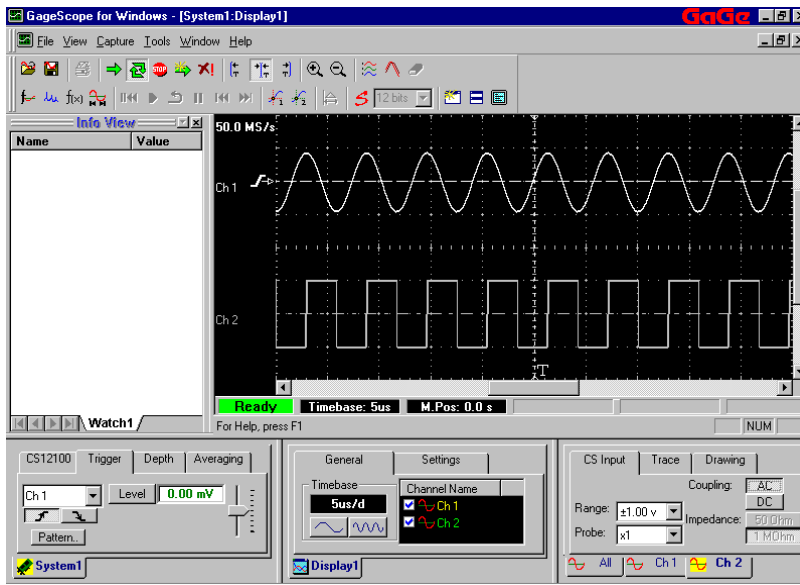 GageScope for Windows - [System1:Display1]
GaGe
File View Capture Tools Window Help
STOP
f(x)
1 2
S 12 bits
Info View
Name Value
50.0 MS/s
Ch 1
Ch 2
T
Ready Timebase: 5us M.Pos: 0.0 s
Watch1
For Help, press F1
NUM
CS12100 Trigger Depth Averaging
Ch 1 Level 0.00 mV
Pattern..
System1
General Settings
Timebase
5us/d
Channel Name
Ch 1
Ch 2
Display1
CS Input Trace Drawing
Coupling: AC
DC
Range: ±1.00 v
Impedance: 50 Ohm
Probe: x1
1 MOhm
All Ch 1 Ch 2